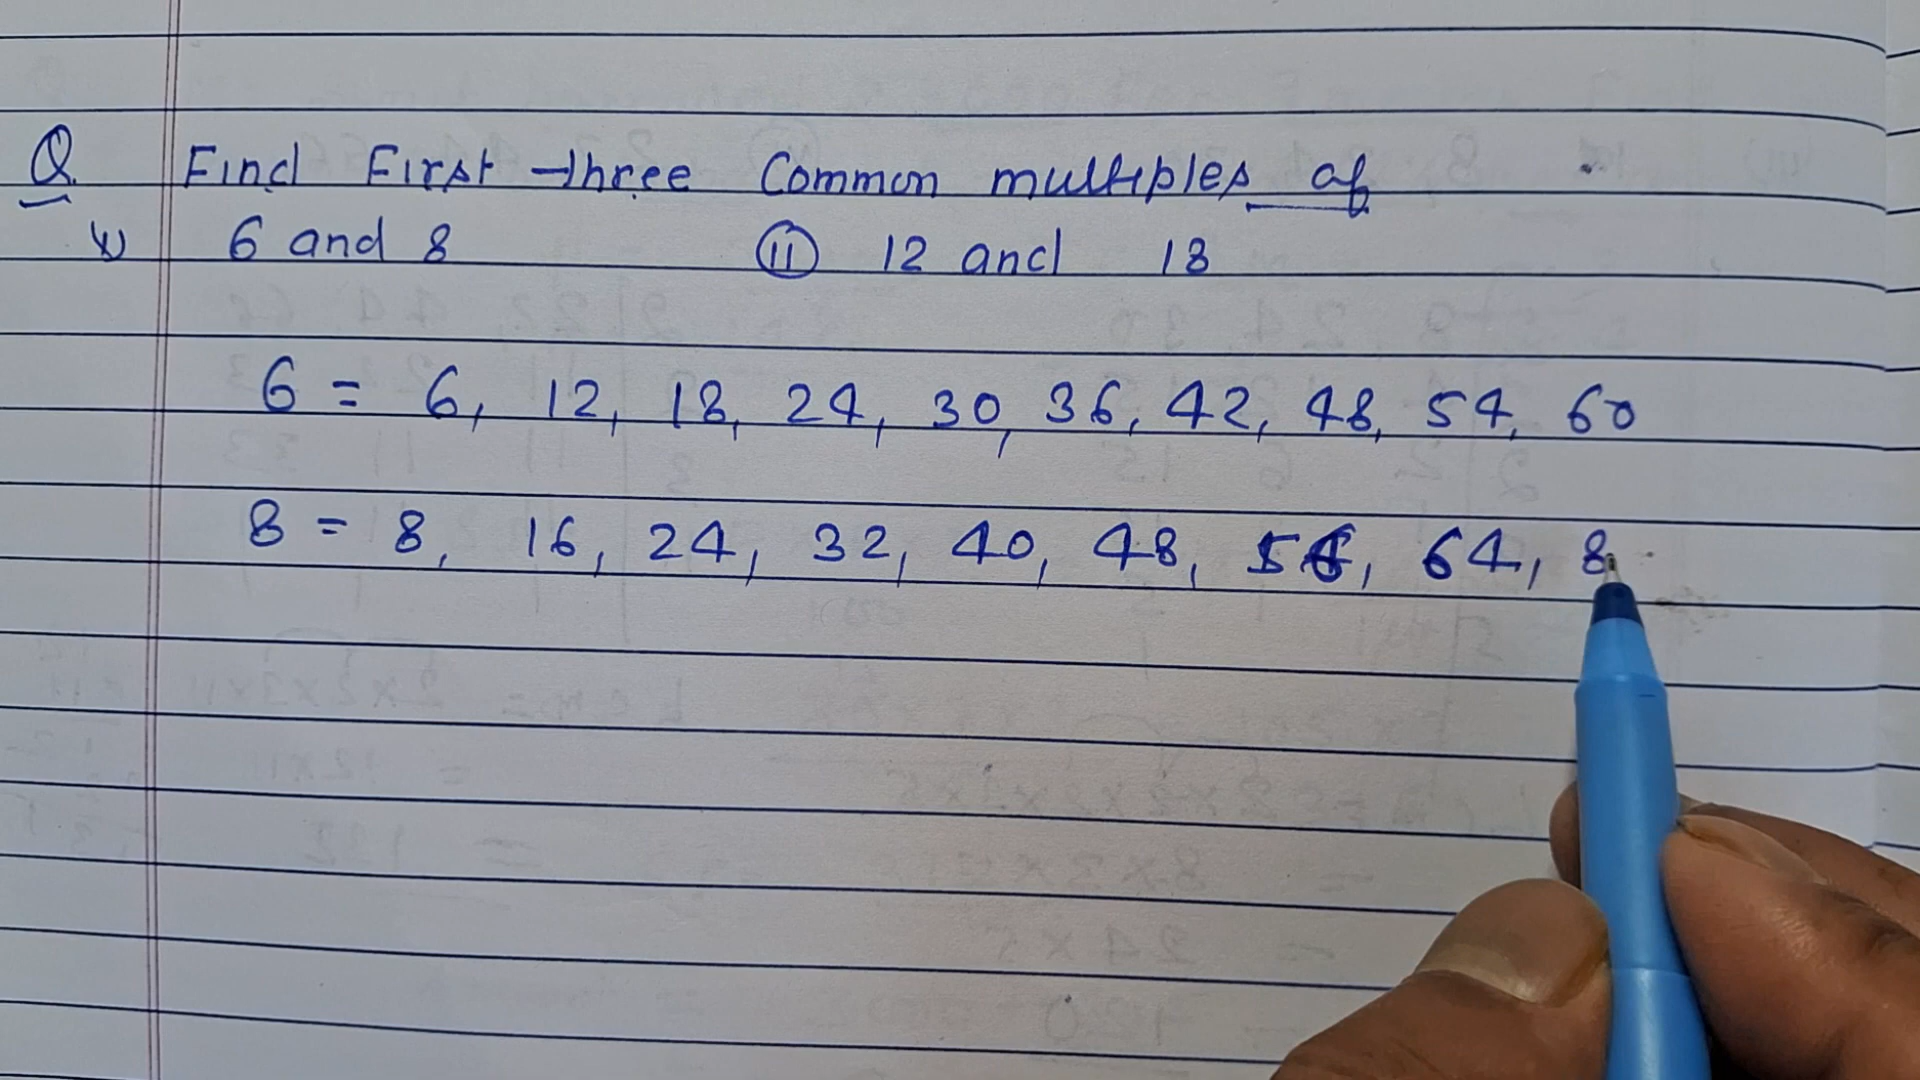 Q Find First three Common multiples of
(i) 6 and 8 (ii) 12 and 18
6 = 6, 12, 18, 24, 30, 36, 42, 48, 54, 60
8 = 8, 16, 24, 32, 40, 48, 56, 64, 8